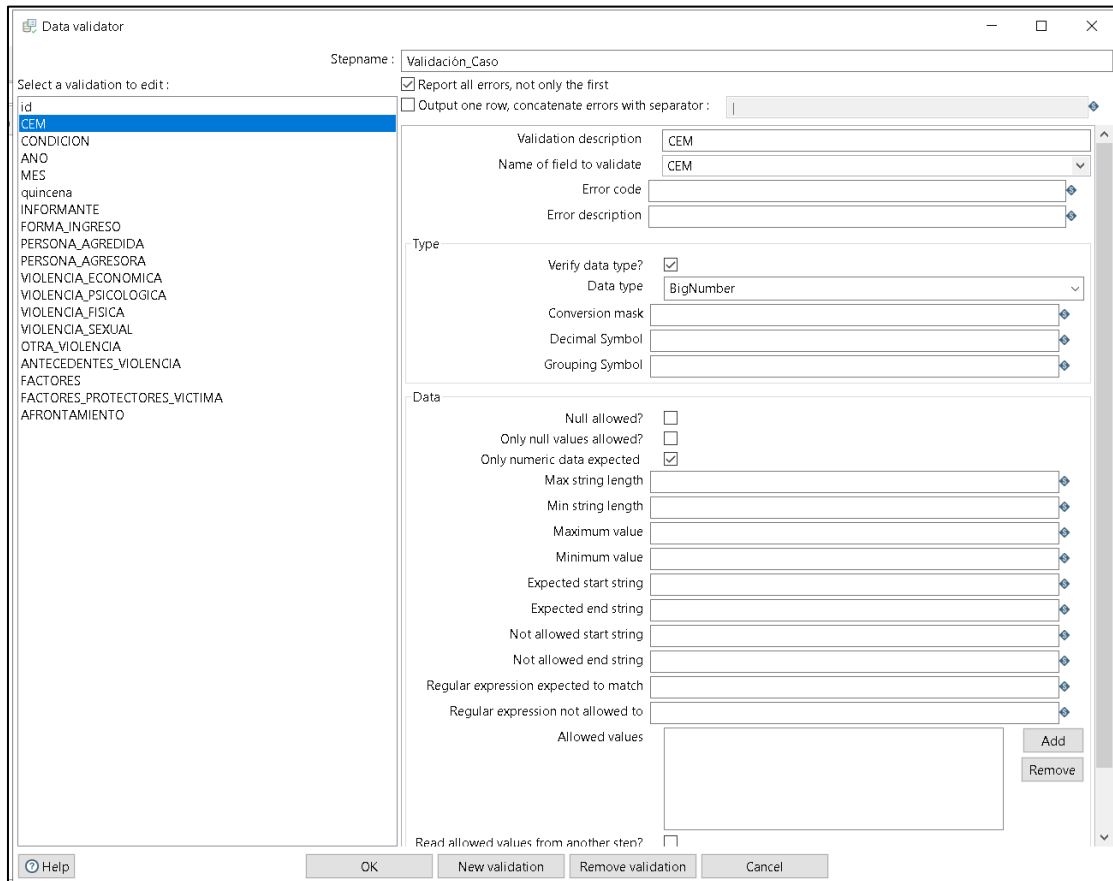 Data validator
Stepname : Validación_Caso
Select a validation to edit :
id
CEM
CONDICION
ANO
MES
quincena
INFORMANTE
FORMA_INGRESO
PERSONA_AGREDIDA
PERSONA_AGRESORA
VIOLENCIA_ECONOMICA
VIOLENCIA_PSICOLOGICA
VIOLENCIA_FISICA
VIOLENCIA_SEXUAL
OTRA_VIOLENCIA
ANTECEDENTES_VIOLENCIA
FACTORES
FACTORES_PROTECTORES_VICTIMA
AFRONTAMIENTO
Report all errors, not only the first
Output one row, concatenate errors with separator : |
Validation description CEM
Name of field to validate CEM
Error code
Error description
Type
Verify data type?
Data type BigNumber
Conversion mask
Decimal Symbol
Grouping Symbol
Data
Null allowed?
Only null values allowed?
Only numeric data expected
Max string length
Min string length
Maximum value
Minimum value
Expected start string
Expected end string
Not allowed start string
Not allowed end string
Regular expression expected to match
Regular expression not allowed to
Allowed values
Add
Remove
Read allowed values from another step?
Help
OK
New validation
Remove validation
Cancel